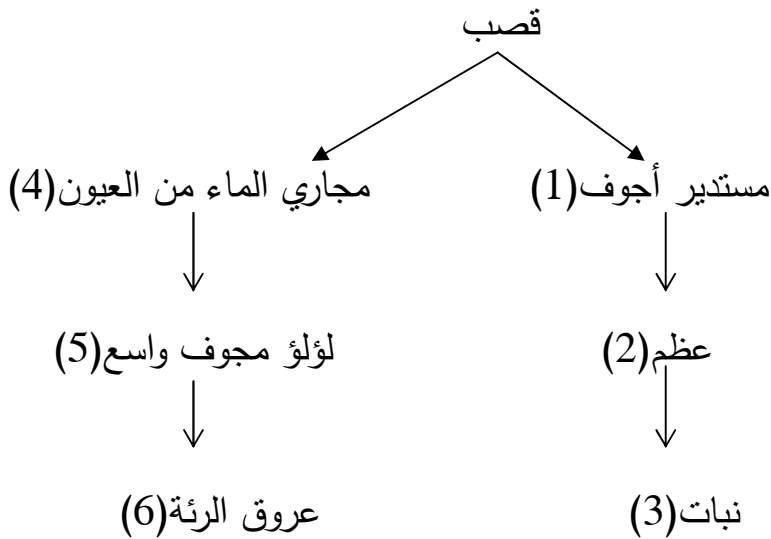 قصب
مستدير أجوف(1) مجاري الماء من العيون(4)
عظم(2) لؤلؤ مجوف واسع(5)
نبات(3) عروق الرئة(6)